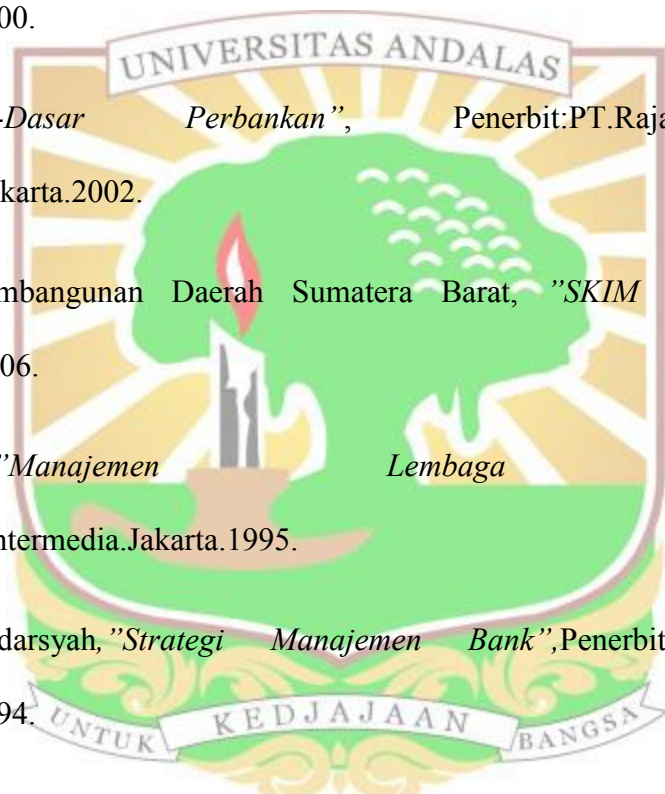 00.
UNIVERSITAS ANDALAS
-Dasar Perbankan”, Penerbit:PT.Raja
karta.2002.
mbangunan Daerah Sumatera Barat, ”SKIM
06.
”Manajemen Lembaga
ntermedia.Jakarta.1995.
darsyah,”Strategi Manajemen Bank”,Penerbit
94.
UNTUK KEDJAJAAN BANGSA